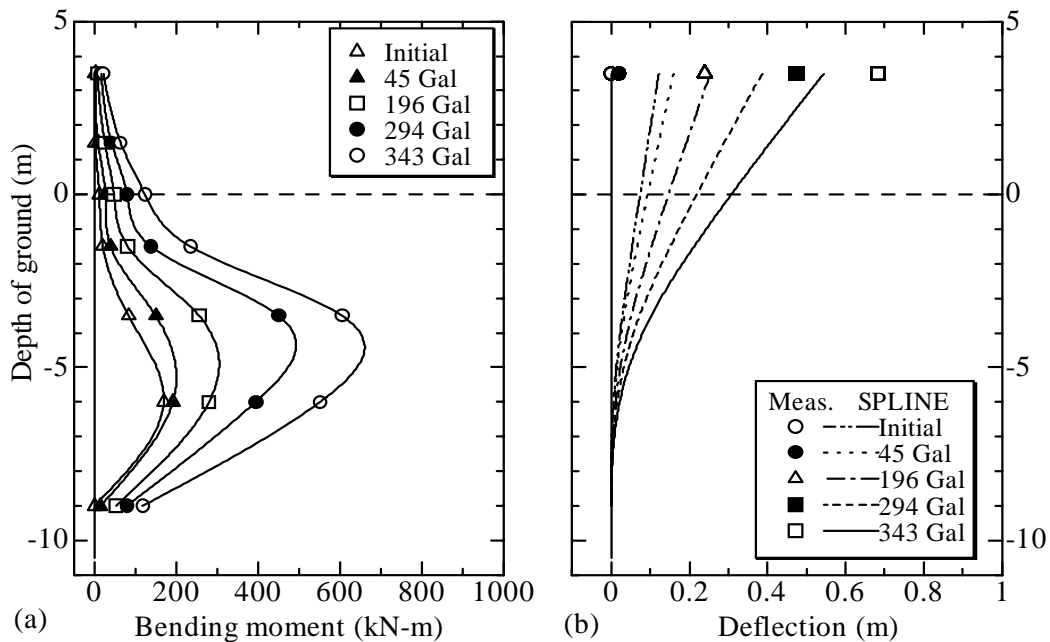 5
0
-5
-10
Depth of ground (m)
0 200 400 600 800 1000
Bending moment (kN-m)
(a)
Initial
45 Gal
196 Gal
294 Gal
343 Gal
5
0
-5
-10
0 0.2 0.4 0.6 0.8 1
Deflection (m)
(b)
Meas. SPLINE
Initial
45 Gal
196 Gal
294 Gal
343 Gal